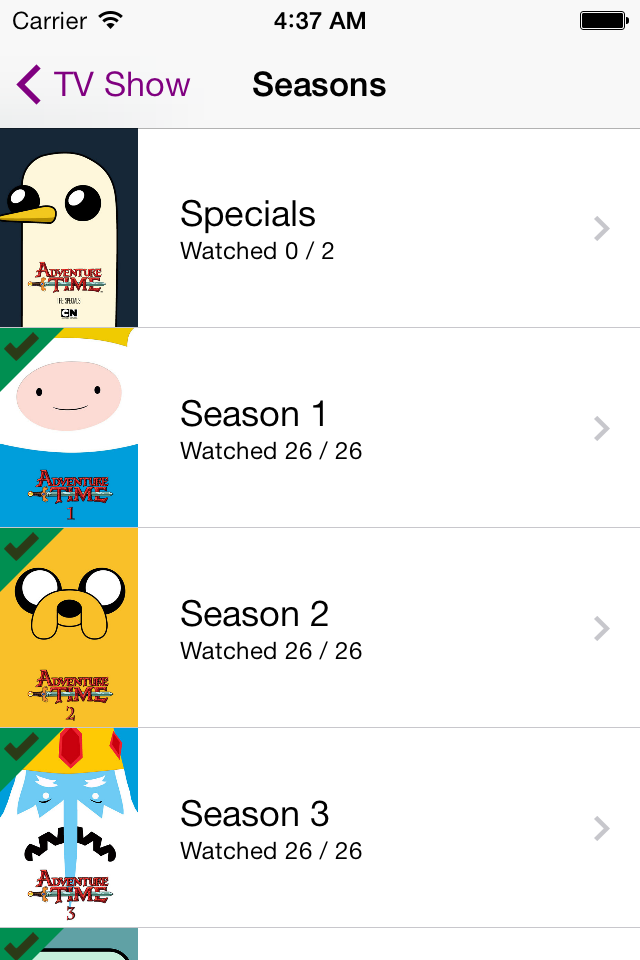 Carrier
4:37 AM
TV Show
Seasons
ADVENTURE
TIME
THE SPECIALS
CN
Specials
Watched 0 / 2
ADVENTURE
TIME
1
Season 1
Watched 26 / 26
ADVENTURE
TIME
2
Season 2
Watched 26 / 26
ADVENTURE
TIME
3
Season 3
Watched 26 / 26